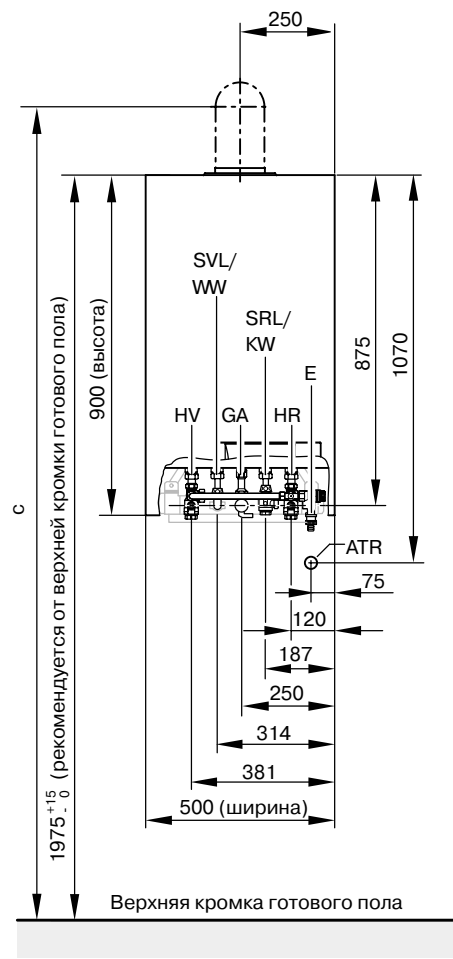 250
SVL/
WW
SRL/
KW
E
HV
GA
HR
900 (высота)
875
1070
c
1975 +15 - 0 (рекомендуется от верхней кромки готового пола)
ATR
75
120
187
250
314
381
500 (ширина)
Верхняя кромка готового пола